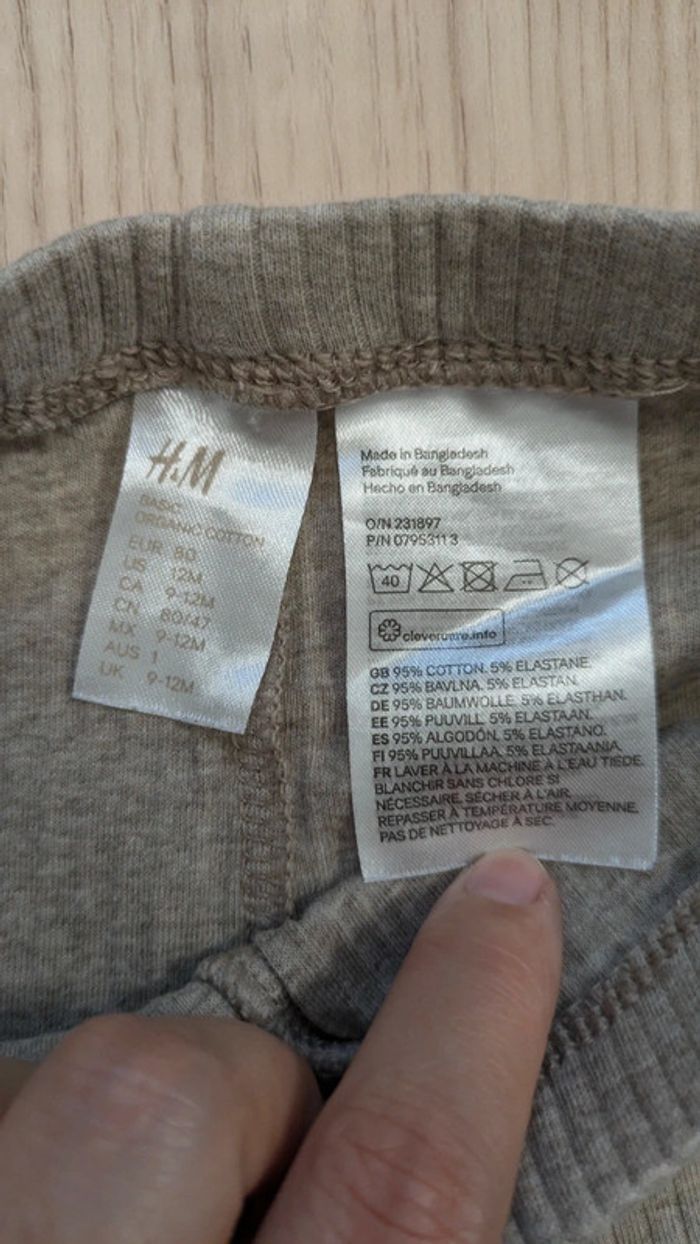 H&M
BASIC
ORGANIC COTTON
EUR 80
US 12M
CA 9-12M
CN 80/47
MX 9-12M
AUS 1
UK 9-12M
Made in Bangladesh
Fabriqué au Bangladesh
Hecho en Bangladesh
O/N 231897
P/N 0795311 3
40
clevercare.info
GB 95% COTTON. 5% ELASTANE.
CZ 95% BAVLNA. 5% ELASTAN.
DE 95% BAUMWOLLE. 5% ELASTHAN.
EE 95% PUUVILL. 5% ELASTAAN.
ES 95% ALGODÓN. 5% ELASTANO.
FI 95% PUUVILLAA. 5% ELASTAANIA.
FR LAVER À LA MACHINE À L'EAU TIÈDE.
BLANCHIR SANS CHLORE SI
NÉCESSAIRE. SÉCHER À L'AIR.
REPASSER À TEMPÉRATURE MOYENNE.
PAS DE NETTOYAGE À SEC.